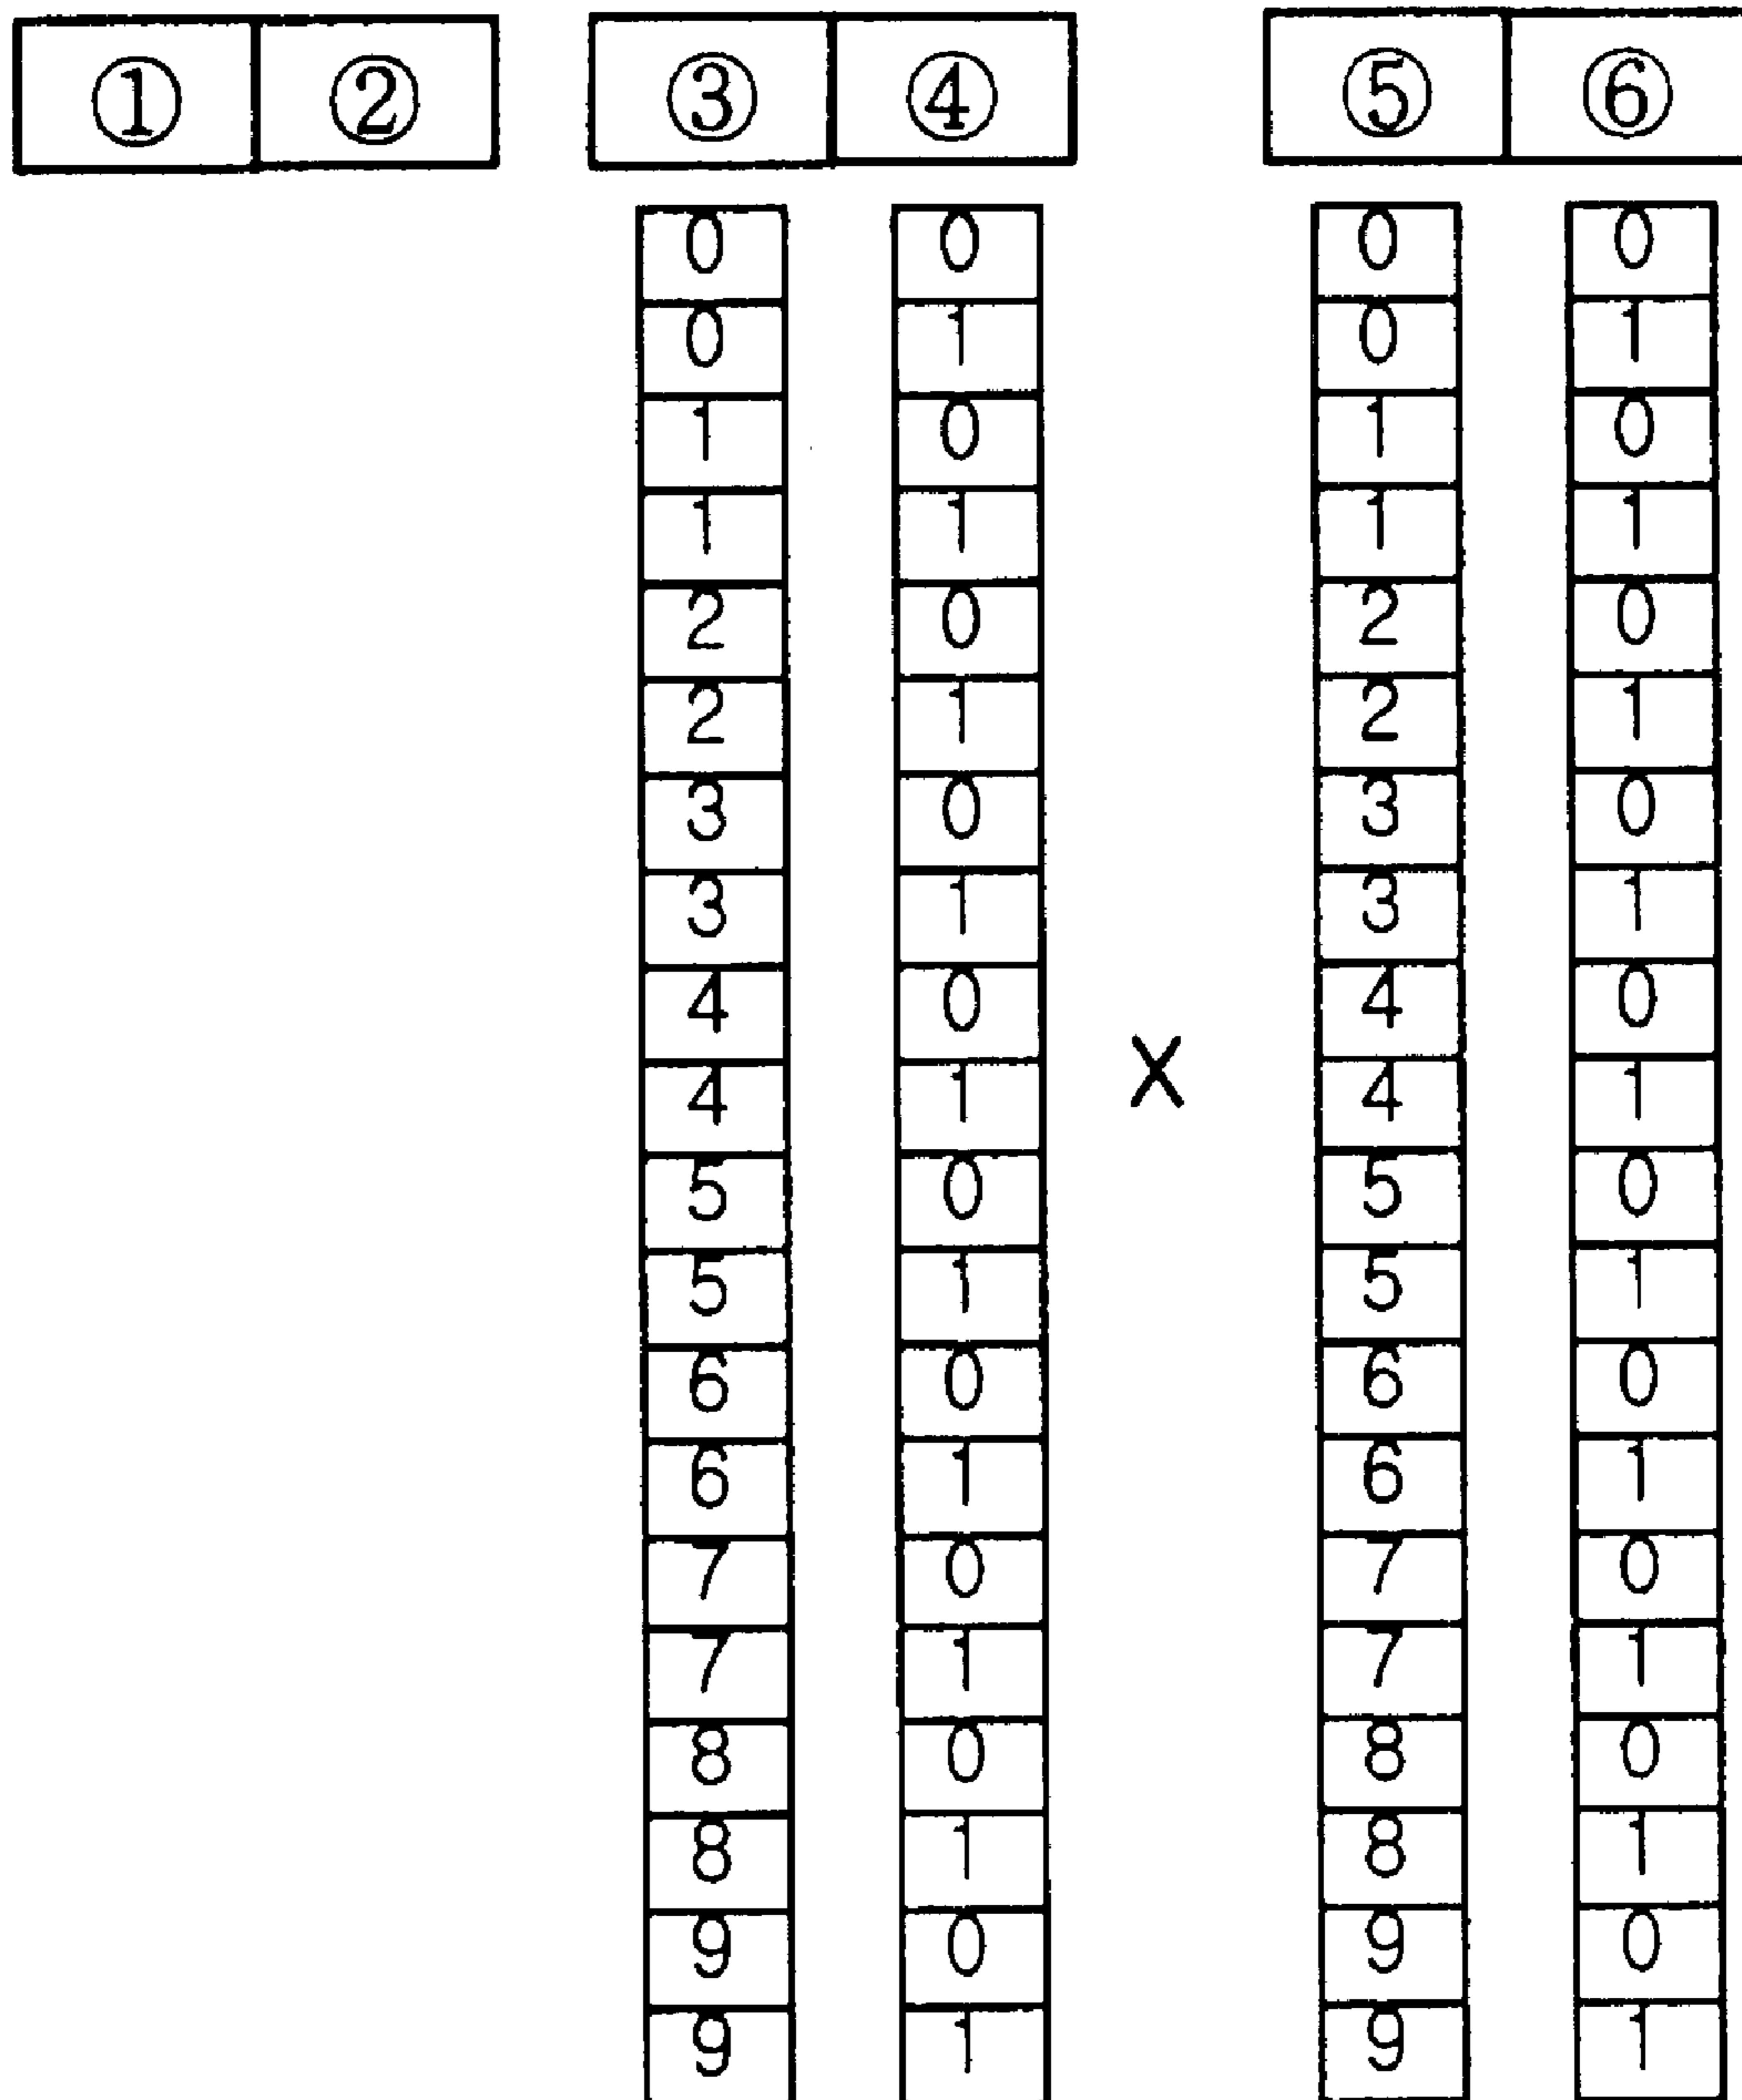 ① ② ③ ④ ⑤ ⑥
0 0 0 0
0 1 0 1
1 0 1 0
1 1 1 1
2 0 2 0
2 1 2 1
3 0 3 0
3 1 3 1
4 0 4 0
X
4 1 4 1
5 0 5 0
5 1 5 1
6 0 6 0
6 1 6 1
7 0 7 0
7 1 7 1
8 0 8 0
8 1 8 1
9 0 9 0
9 1 9 1